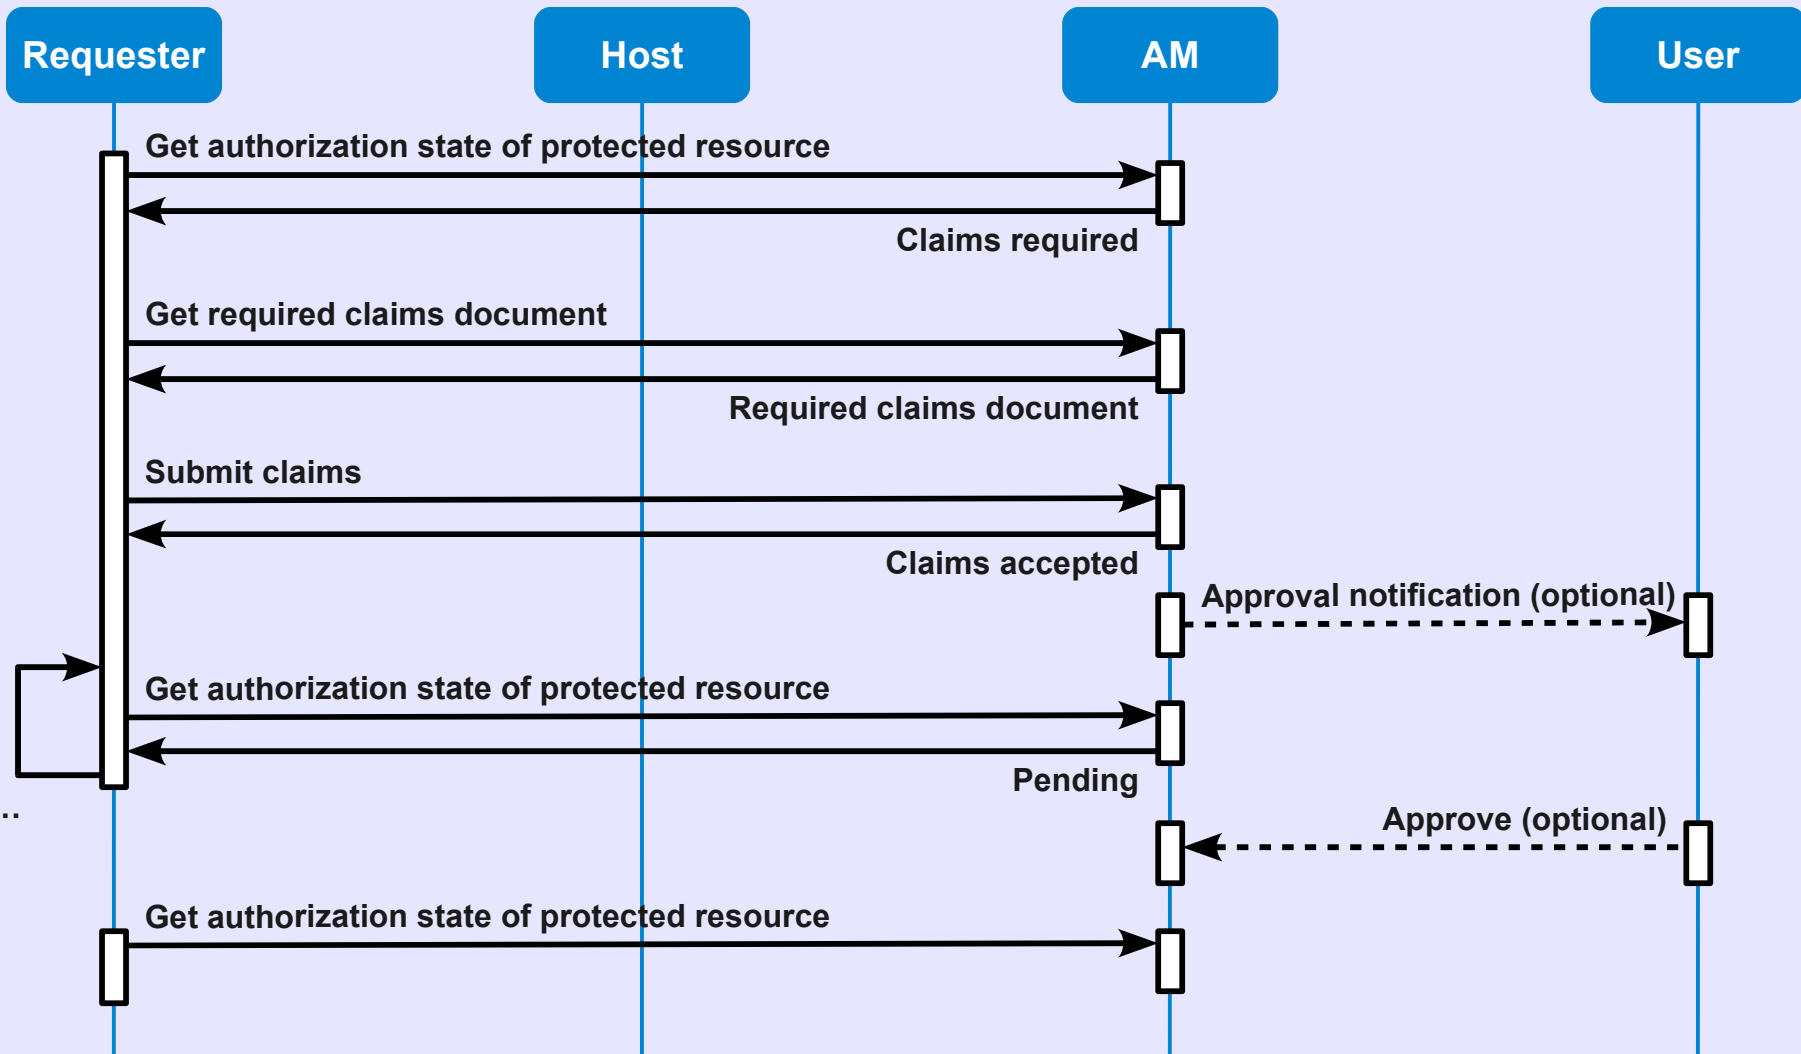 Requester
Host
AM
User
Get authorization state of protected resource
Claims required
Get required claims document
Required claims document
Submit claims
Claims accepted
Approval notification (optional)
Get authorization state of protected resource
Pending
..
Approve (optional)
Get authorization state of protected resource